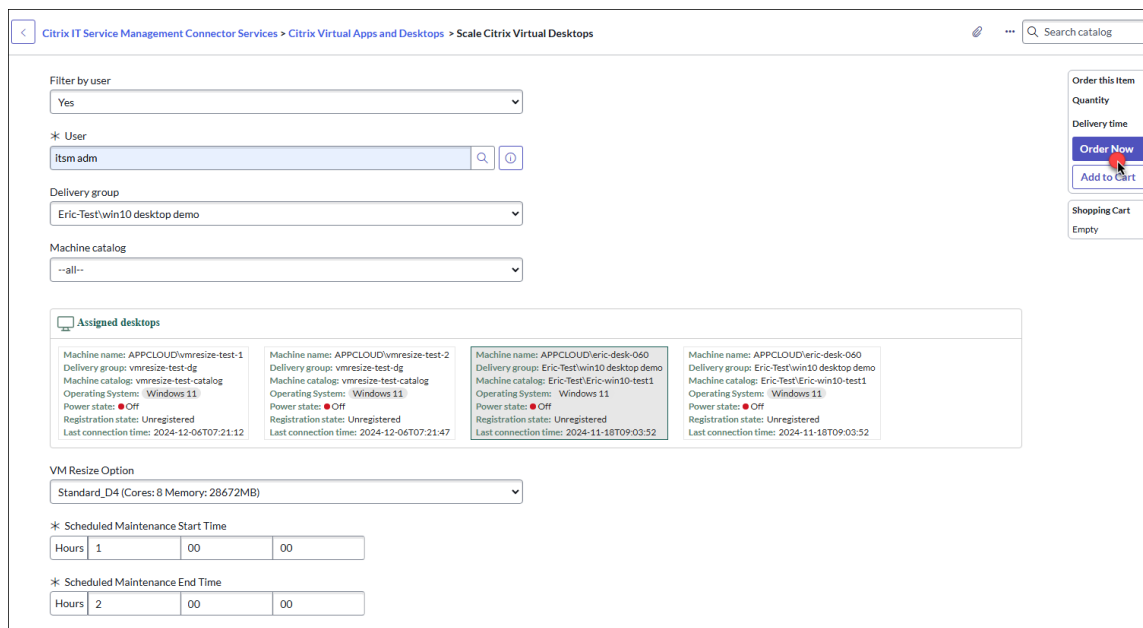 Citrix IT Service Management Connector Services > Citrix Virtual Apps and Desktops > Scale Citrix Virtual Desktops
Search catalog
Filter by user
Yes
User
itsm adm
Delivery group
Eric-Test\win10 desktop demo
Machine catalog
--all--
Order this Item
Quantity
Delivery time
Order Now
Add to Cart
Shopping Cart
Empty
Assigned desktops
Machine name: APPCLOUD\vmresize-test-1
Delivery group: vmresize-test-dg
Machine catalog: vmresize-test-catalog
Operating System: Windows 11
Power state: Off
Registration state: Unregistered
Last connection time: 2024-12-06T07:21:12
Machine name: APPCLOUD\vmresize-test-2
Delivery group: vmresize-test-dg
Machine catalog: vmresize-test-catalog
Operating System: Windows 11
Power state: Off
Registration state: Unregistered
Last connection time: 2024-12-06T07:21:47
Machine name: APPCLOUD\eric-desk-060
Delivery group: Eric-Test\win10 desktop demo
Machine catalog: Eric-Test\Eric-win10-test1
Operating System: Windows 11
Power state: Off
Registration state: Unregistered
Last connection time: 2024-11-18T09:03:52
Machine name: APPCLOUD\eric-desk-060
Delivery group: Eric-Test\win10 desktop demo
Machine catalog: Eric-Test\Eric-win10-test1
Operating System: Windows 11
Power state: Off
Registration state: Unregistered
Last connection time: 2024-11-18T09:03:52
VM Resize Option
Standard_D4 (Cores: 8 Memory: 28672MB)
Scheduled Maintenance Start Time
Hours 1 00 00
Scheduled Maintenance End Time
Hours 2 00 00